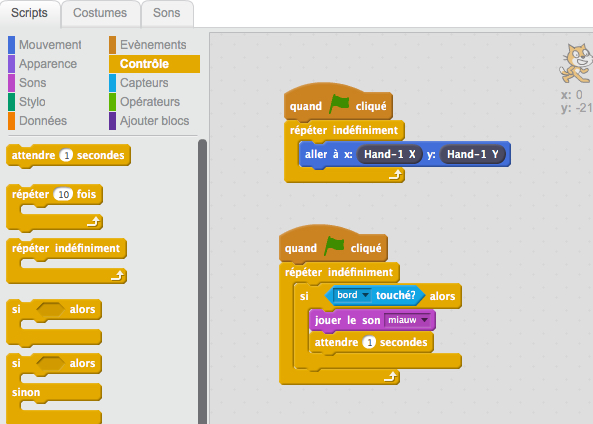 Scripts Costumes Sons
Mouvement Evènements
Apparence Contrôle
Sons Capteurs
Stylo Opérateurs
Données Ajouter blocs
attendre 1 secondes
répéter 10 fois
répéter indéfiniment
si alors
si alors
sinon
quand cliqué
répéter indéfiniment
aller à x: Hand-1 X y: Hand-1 Y
quand cliqué
répéter indéfiniment
si bord touché? alors
jouer le son miauw
attendre 1 secondes
x: 0
y: -21